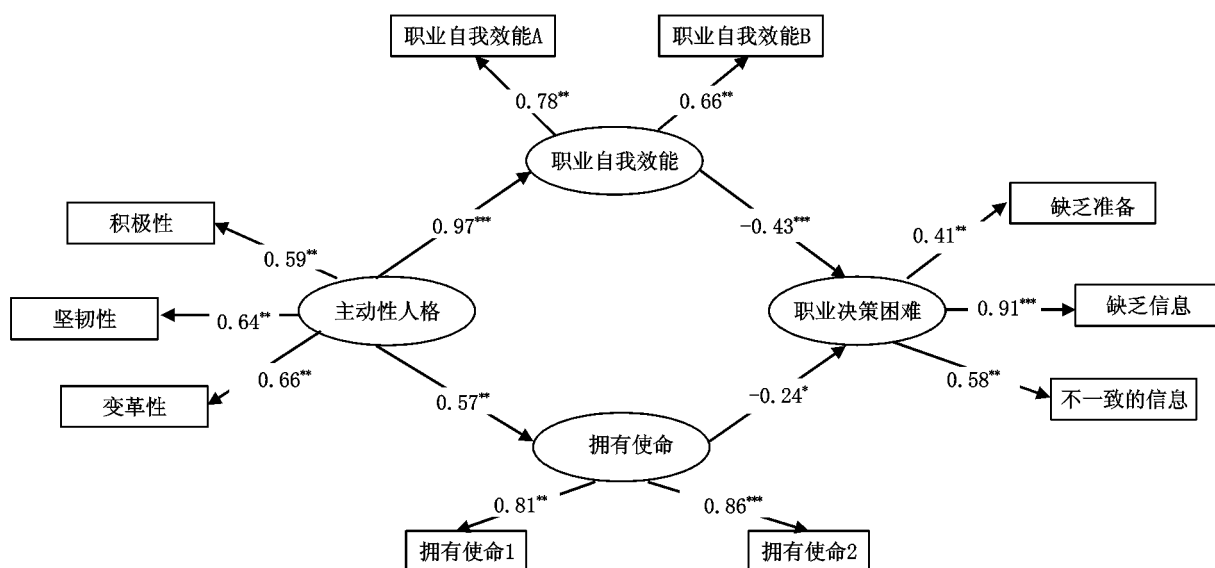 职业自我效能A
职业自我效能B
0.78**
0.66**
职业自我效能
积极性
0.59**
0.97***
-0.43***
0.41**
缺乏准备
坚韧性
0.64**
主动性人格
职业决策困难
0.91***
缺乏信息
变革性
0.66**
0.57**
-0.24*
0.58**
不一致的信息
拥有使命
0.81**
0.86***
拥有使命1
拥有使命2